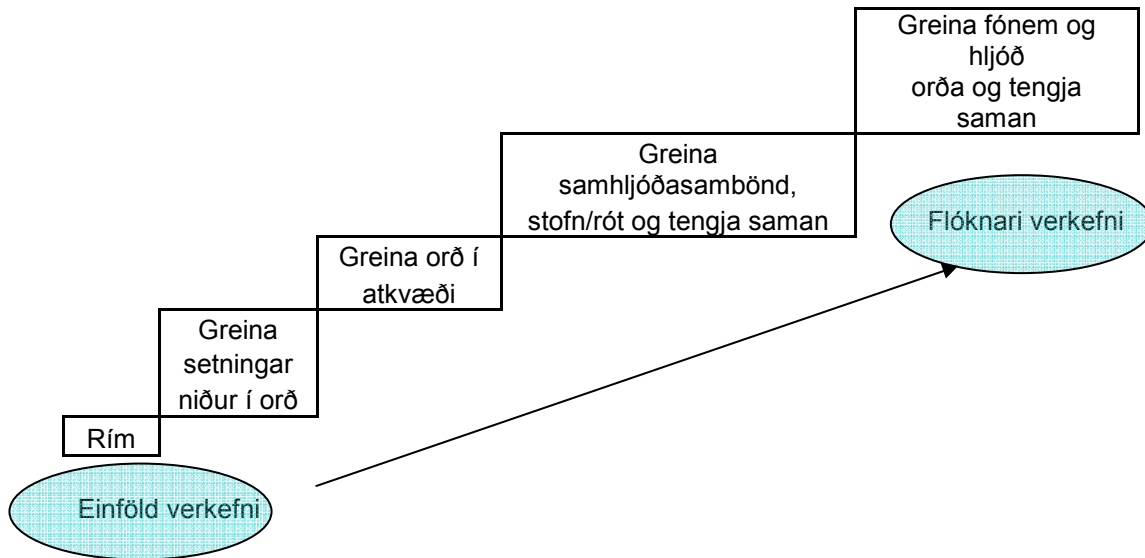 Greina fónem og
hljóð
orða og tengja
saman
Greina
samhljóðasambönd,
stofn/rót og tengja saman
Flóknari verkefni
Greina orð í
atkvæði
Greina
setningar
niður í orð
Rím
Einföld verkefni